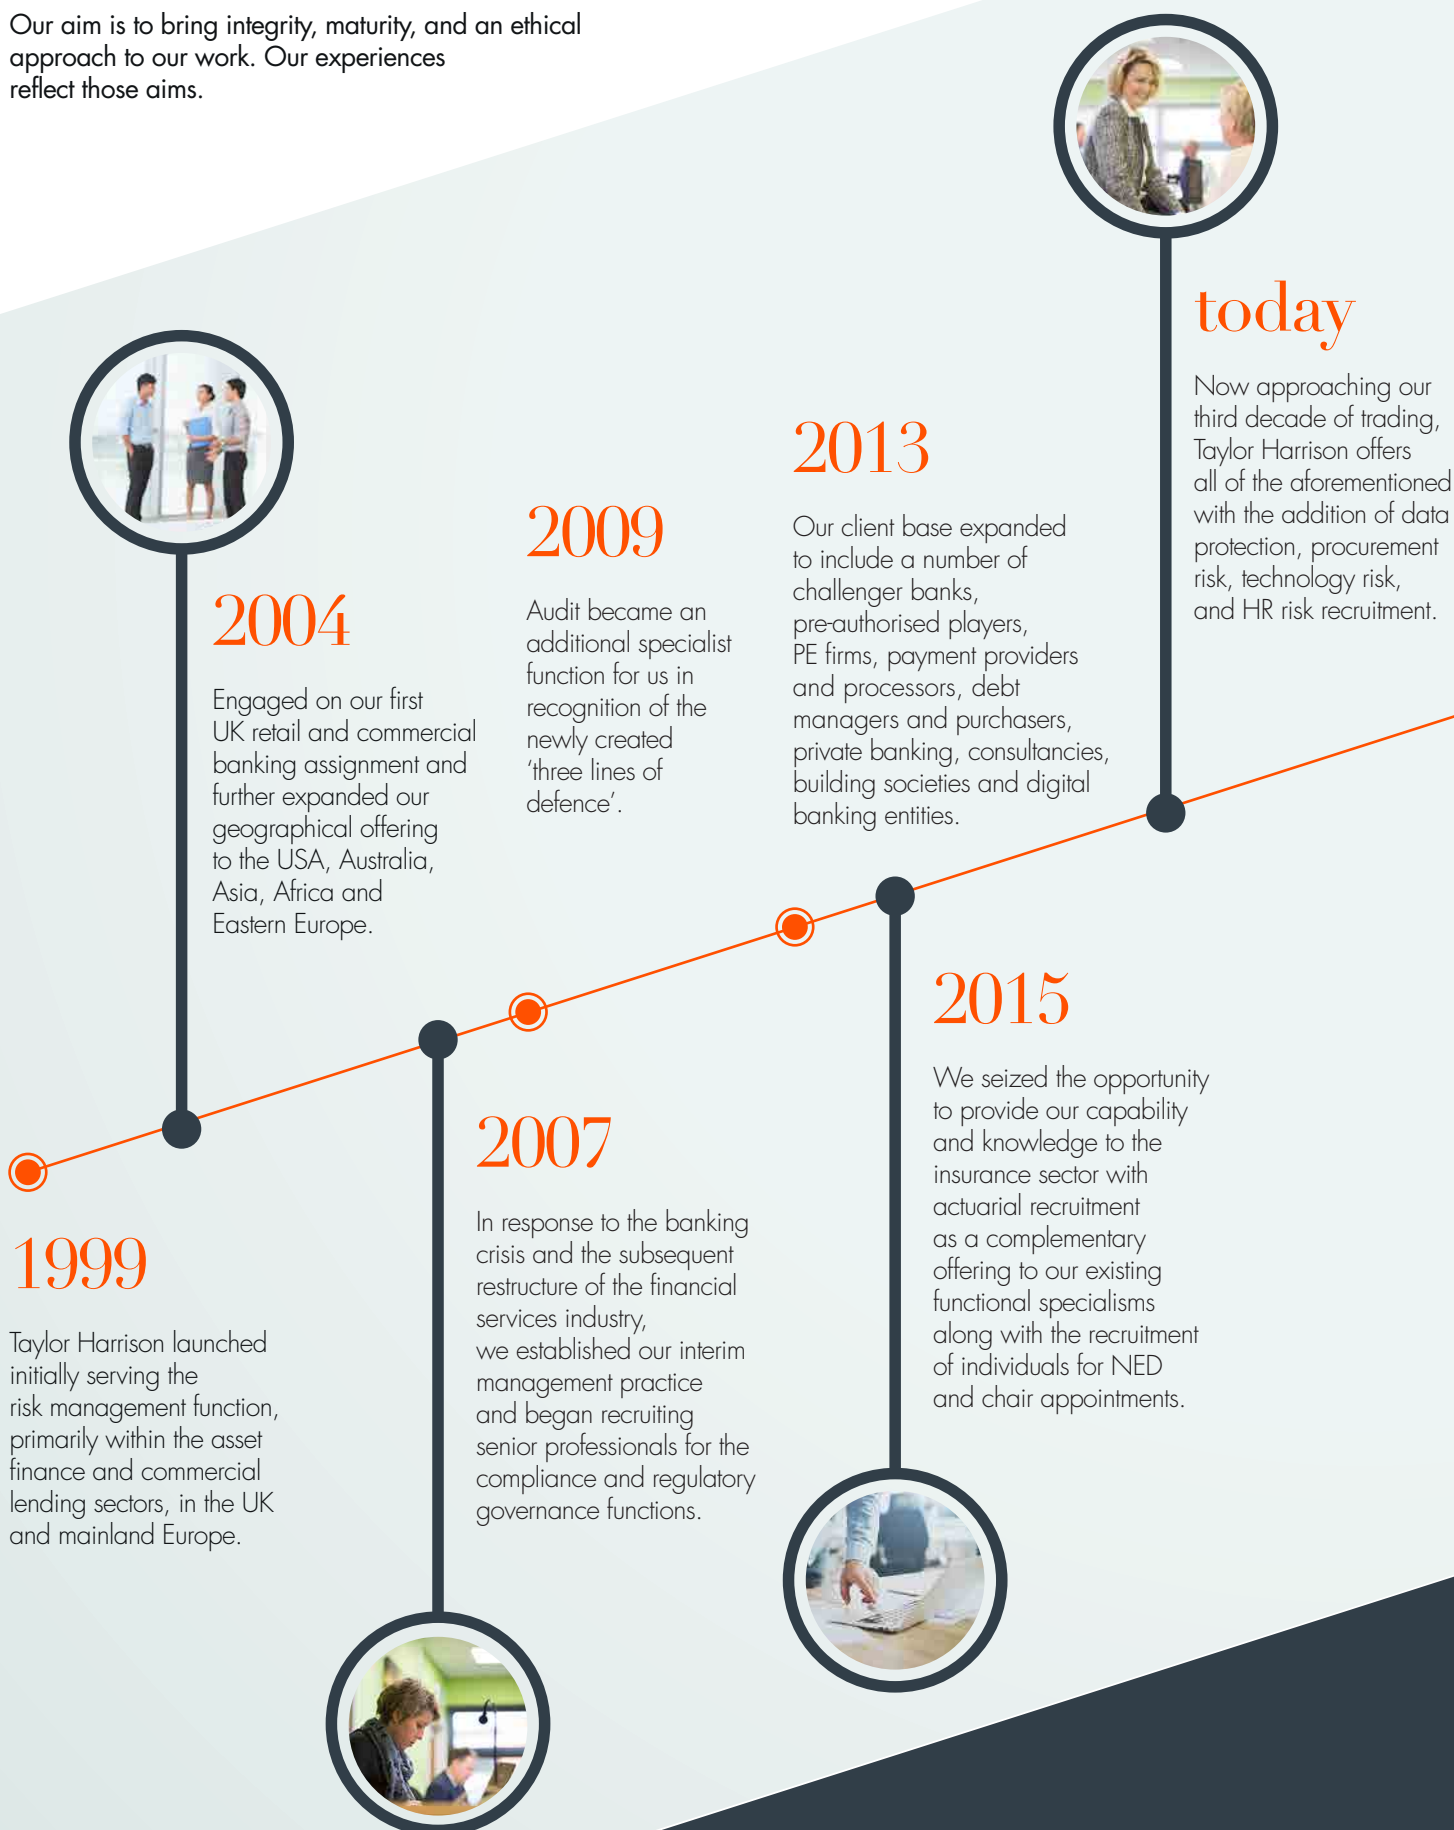 Our aim is to bring integrity, maturity, and an ethical
approach to our work. Our experiences
reflect those aims.
1999
Taylor Harrison launched
initially serving the
risk management function,
primarily within the asset
finance and commercial
lending sectors, in the UK
and mainland Europe.
2004
Engaged on our first
UK retail and commercial
banking assignment and
further expanded our
geographical offering
to the USA, Australia,
Asia, Africa and
Eastern Europe.
2007
In response to the banking
crisis and the subsequent
restructure of the financial
services industry,
we established our interim
management practice
and began recruiting
senior professionals for the
compliance and regulatory
governance functions.
2009
Audit became an
additional specialist
function for us in
recognition of the
newly created
‘three lines of
defence’.
2013
Our client base expanded
to include a number of
challenger banks,
pre-authorised players,
PE firms, payment providers
and processors, debt
managers and purchasers,
private banking, consultancies,
building societies and digital
banking entities.
2015
We seized the opportunity
to provide our capability
and knowledge to the
insurance sector with
actuarial recruitment
as a complementary
offering to our existing
functional specialisms
along with the recruitment
of individuals for NED
and chair appointments.
today
Now approaching our
third decade of trading,
Taylor Harrison offers
all of the aforementioned
with the addition of data
protection, procurement
risk, technology risk,
and HR risk recruitment.